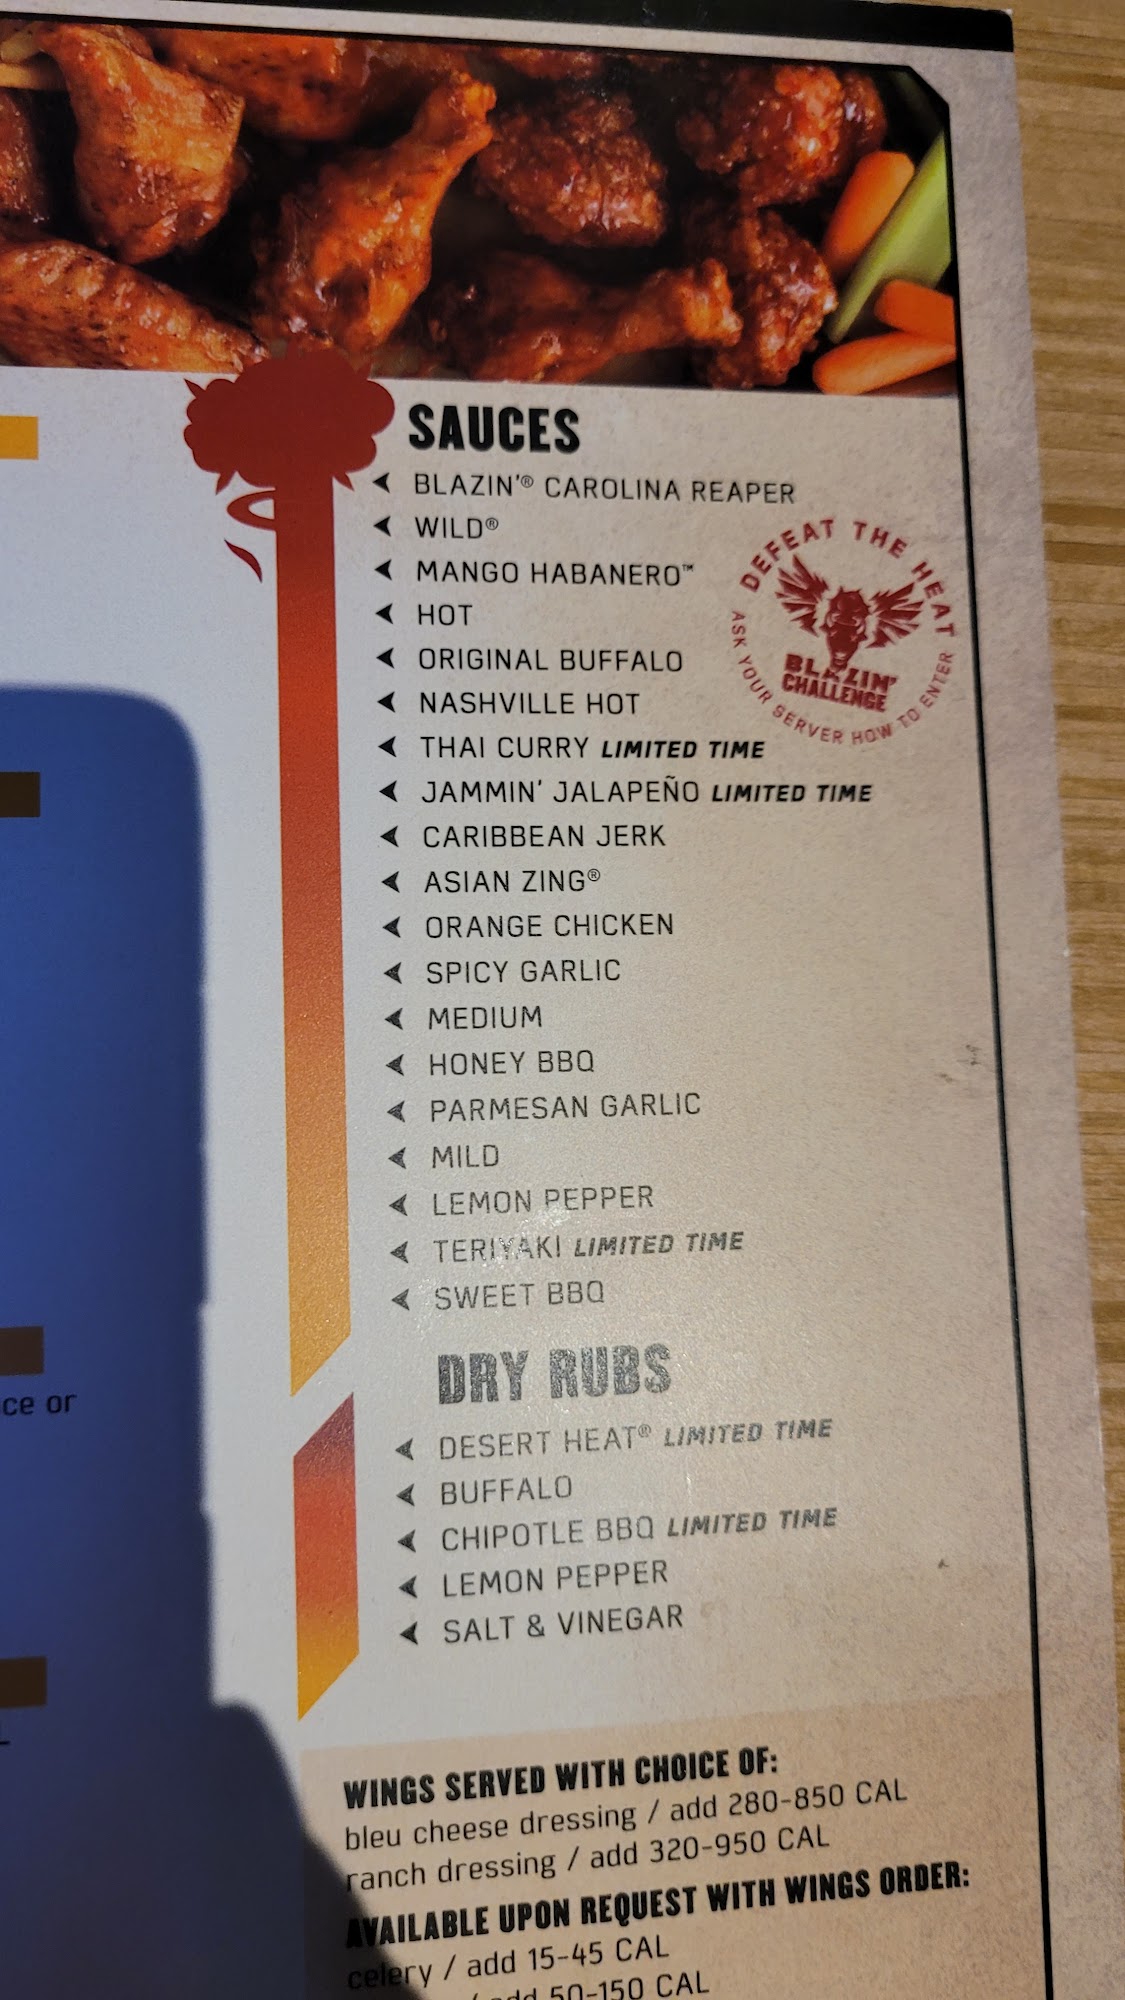 SAUCES
BLAZIN'® CAROLINA REAPER
WILD®
MANGO HABANERO™
HOT
ORIGINAL BUFFALO
NASHVILLE HOT
THAI CURRY LIMITED TIME
JAMMIN' JALAPEÑO LIMITED TIME
CARIBBEAN JERK
ASIAN ZING®
ORANGE CHICKEN
SPICY GARLIC
MEDIUM
HONEY BBQ
PARMESAN GARLIC
MILD
LEMON PEPPER
TERIYAKI LIMITED TIME
SWEET BBQ
DEFEAT THE HEAT
BLAZIN'
CHALLENGE
ASK YOUR SERVER HOW TO ENTER
DRY RUBS
DESERT HEAT® LIMITED TIME
BUFFALO
CHIPOTLE BBQ LIMITED TIME
LEMON PEPPER
SALT & VINEGAR
ce or
WINGS SERVED WITH CHOICE OF:
bleu cheese dressing / add 280-850 CAL
ranch dressing / add 320-950 CAL
AVAILABLE UPON REQUEST WITH WINGS ORDER:
celery / add 15-45 CAL
/ add 50-150 CAL